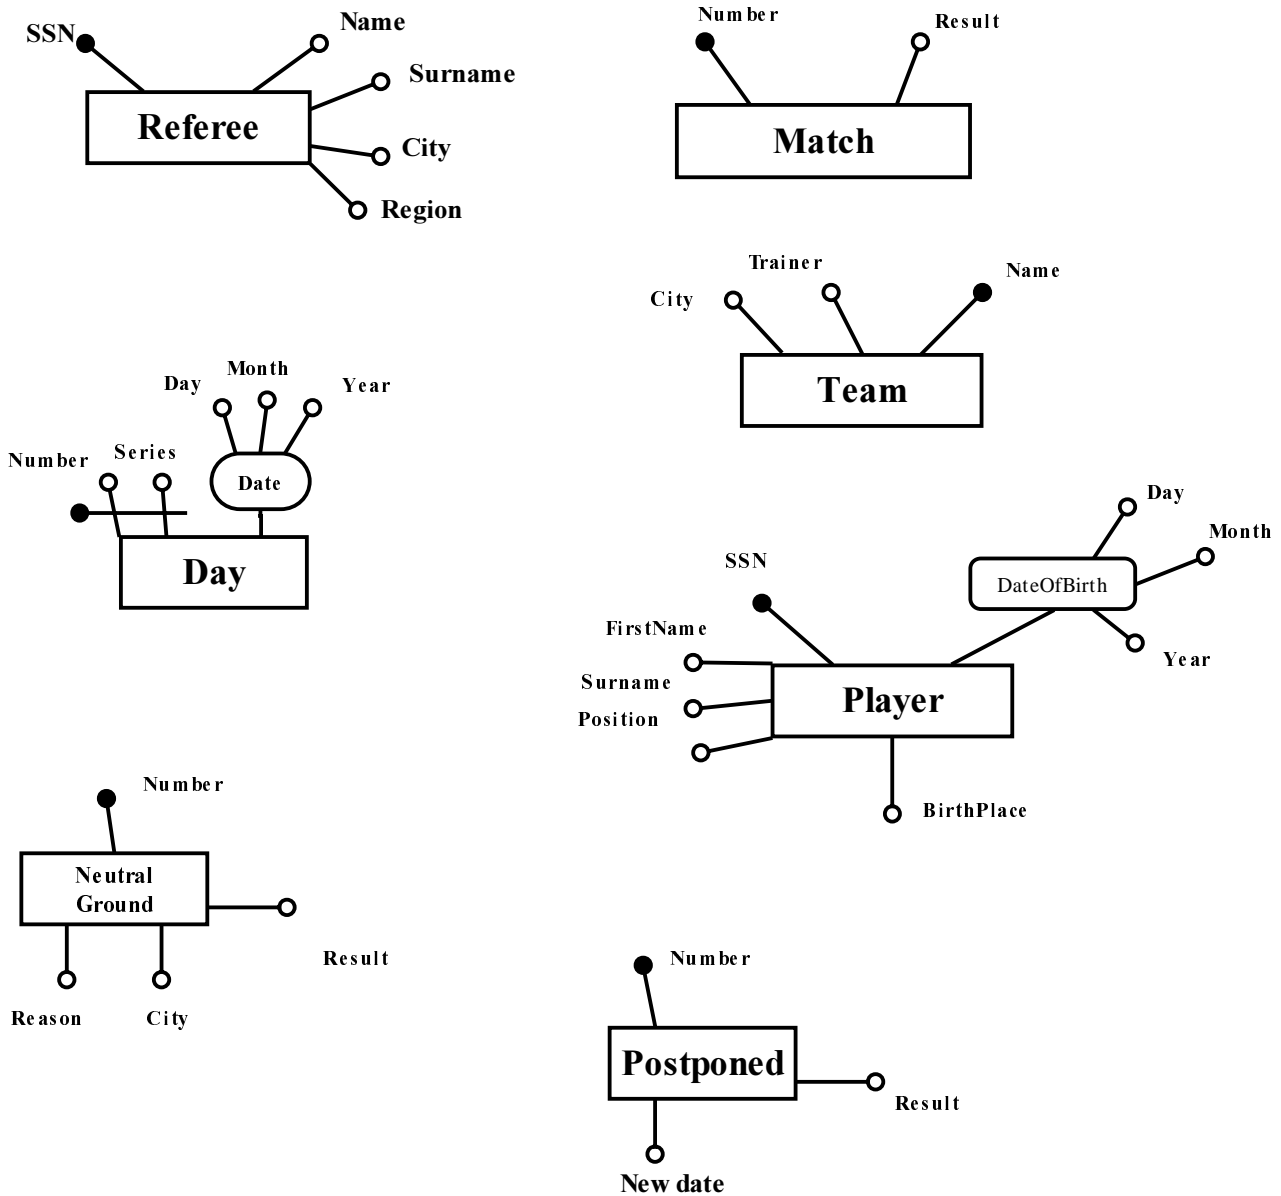 SSN
Name
Surname
Referee
City
Region
Number
Result
Match
Trainer
Name
City
Team
Month
Day
Year
Series
Number
Date
Day
Day
Month
SSN
DateOfBirth
FirstName
Year
Surname
Player
Position
BirthPlace
Number
Neutral
Ground
Result
Reason
City
Number
Postponed
Result
New date